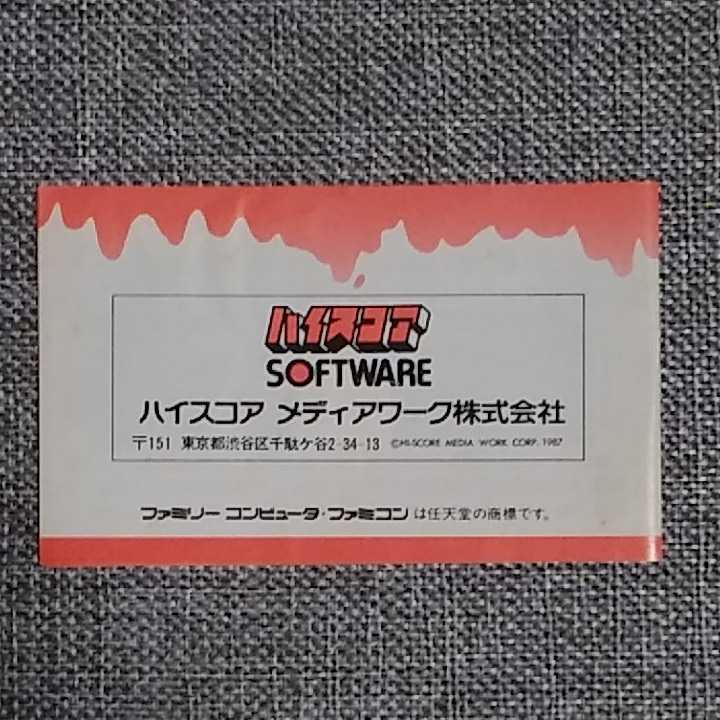 ハイスコア
SOFTWARE
ハイスコア メディアワーク株式会社
〒151 東京都渋谷区千駄ケ谷2-34-13 ©HI-SCORE MEDIA WORK CORP. 1987
ファミリー コンピュータ・ファミコン は任天堂の商標です。